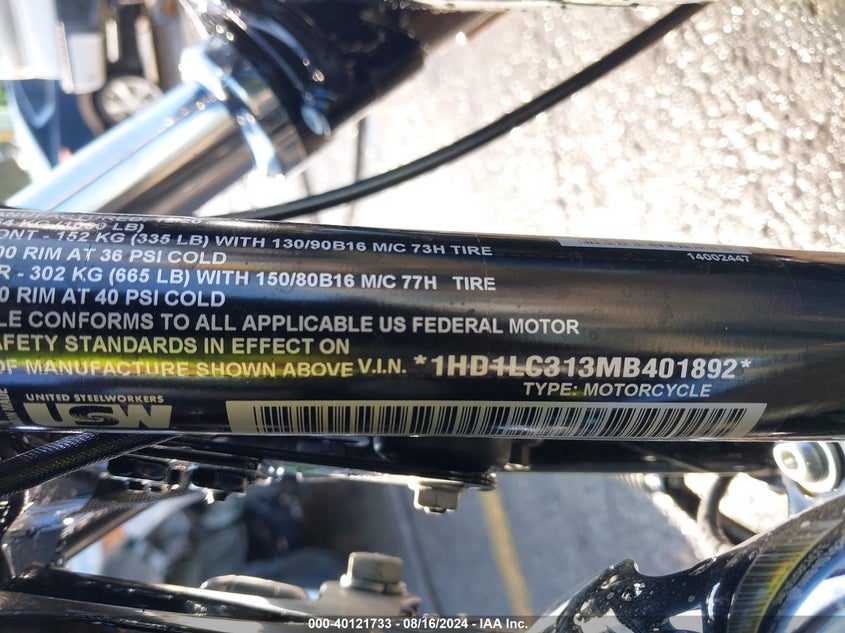 LB)
ONT - 152 KG (335 LB) WITH 130/90B16 M/C 73H TIRE
00 RIM AT 36 PSI COLD
R - 302 KG (665 LB) WITH 150/80B16 M/C 77H TIRE
0 RIM AT 40 PSI COLD
LE CONFORMS TO ALL APPLICABLE US FEDERAL MOTOR
AFETY STANDARDS IN EFFECT ON
OF MANUFACTURE SHOWN ABOVE V.I.N. *1HD1LC313MB401892*
TYPE: MOTORCYCLE
14002447
UNITED STEELWORKERS
USW
000-40121733 - 08/16/2024 - IAA Inc.